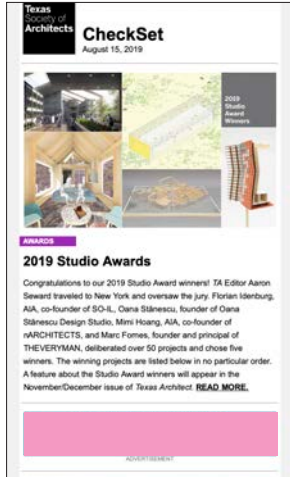 Texas
Society of
Architects
CheckSet
August 15, 2019
2019
Studio
Award
Winners
AWARDS
2019 Studio Awards
Congratulations to our 2019 Studio Award winners! TA Editor Aaron
Seward traveled to New York and oversaw the jury. Florian Idenburg,
AIA, co-founder of SO-IL, Oana Stănescu, founder of Oana
Stănescu Design Studio, Mimi Hoang, AIA, co-founder of
nARCHITECTS, and Marc Fornes, founder and principal of
THEVERYMAN, deliberated over 50 projects and chose five
winners. The winning projects are listed below in no particular order.
A feature about the Studio Award winners will appear in the
November/December issue of Texas Architect. READ MORE.
ADVERTISEMENT